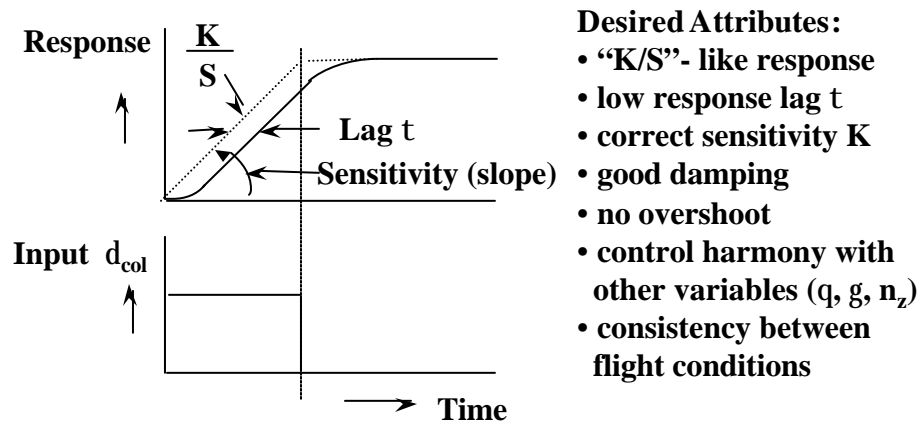 Response
K
S
Lag t
Sensitivity (slope)
Input d_col
Time
Desired Attributes:
• “K/S”- like response
• low response lag t
• correct sensitivity K
• good damping
• no overshoot
• control harmony with
other variables (q, g, n_z)
• consistency between
flight conditions